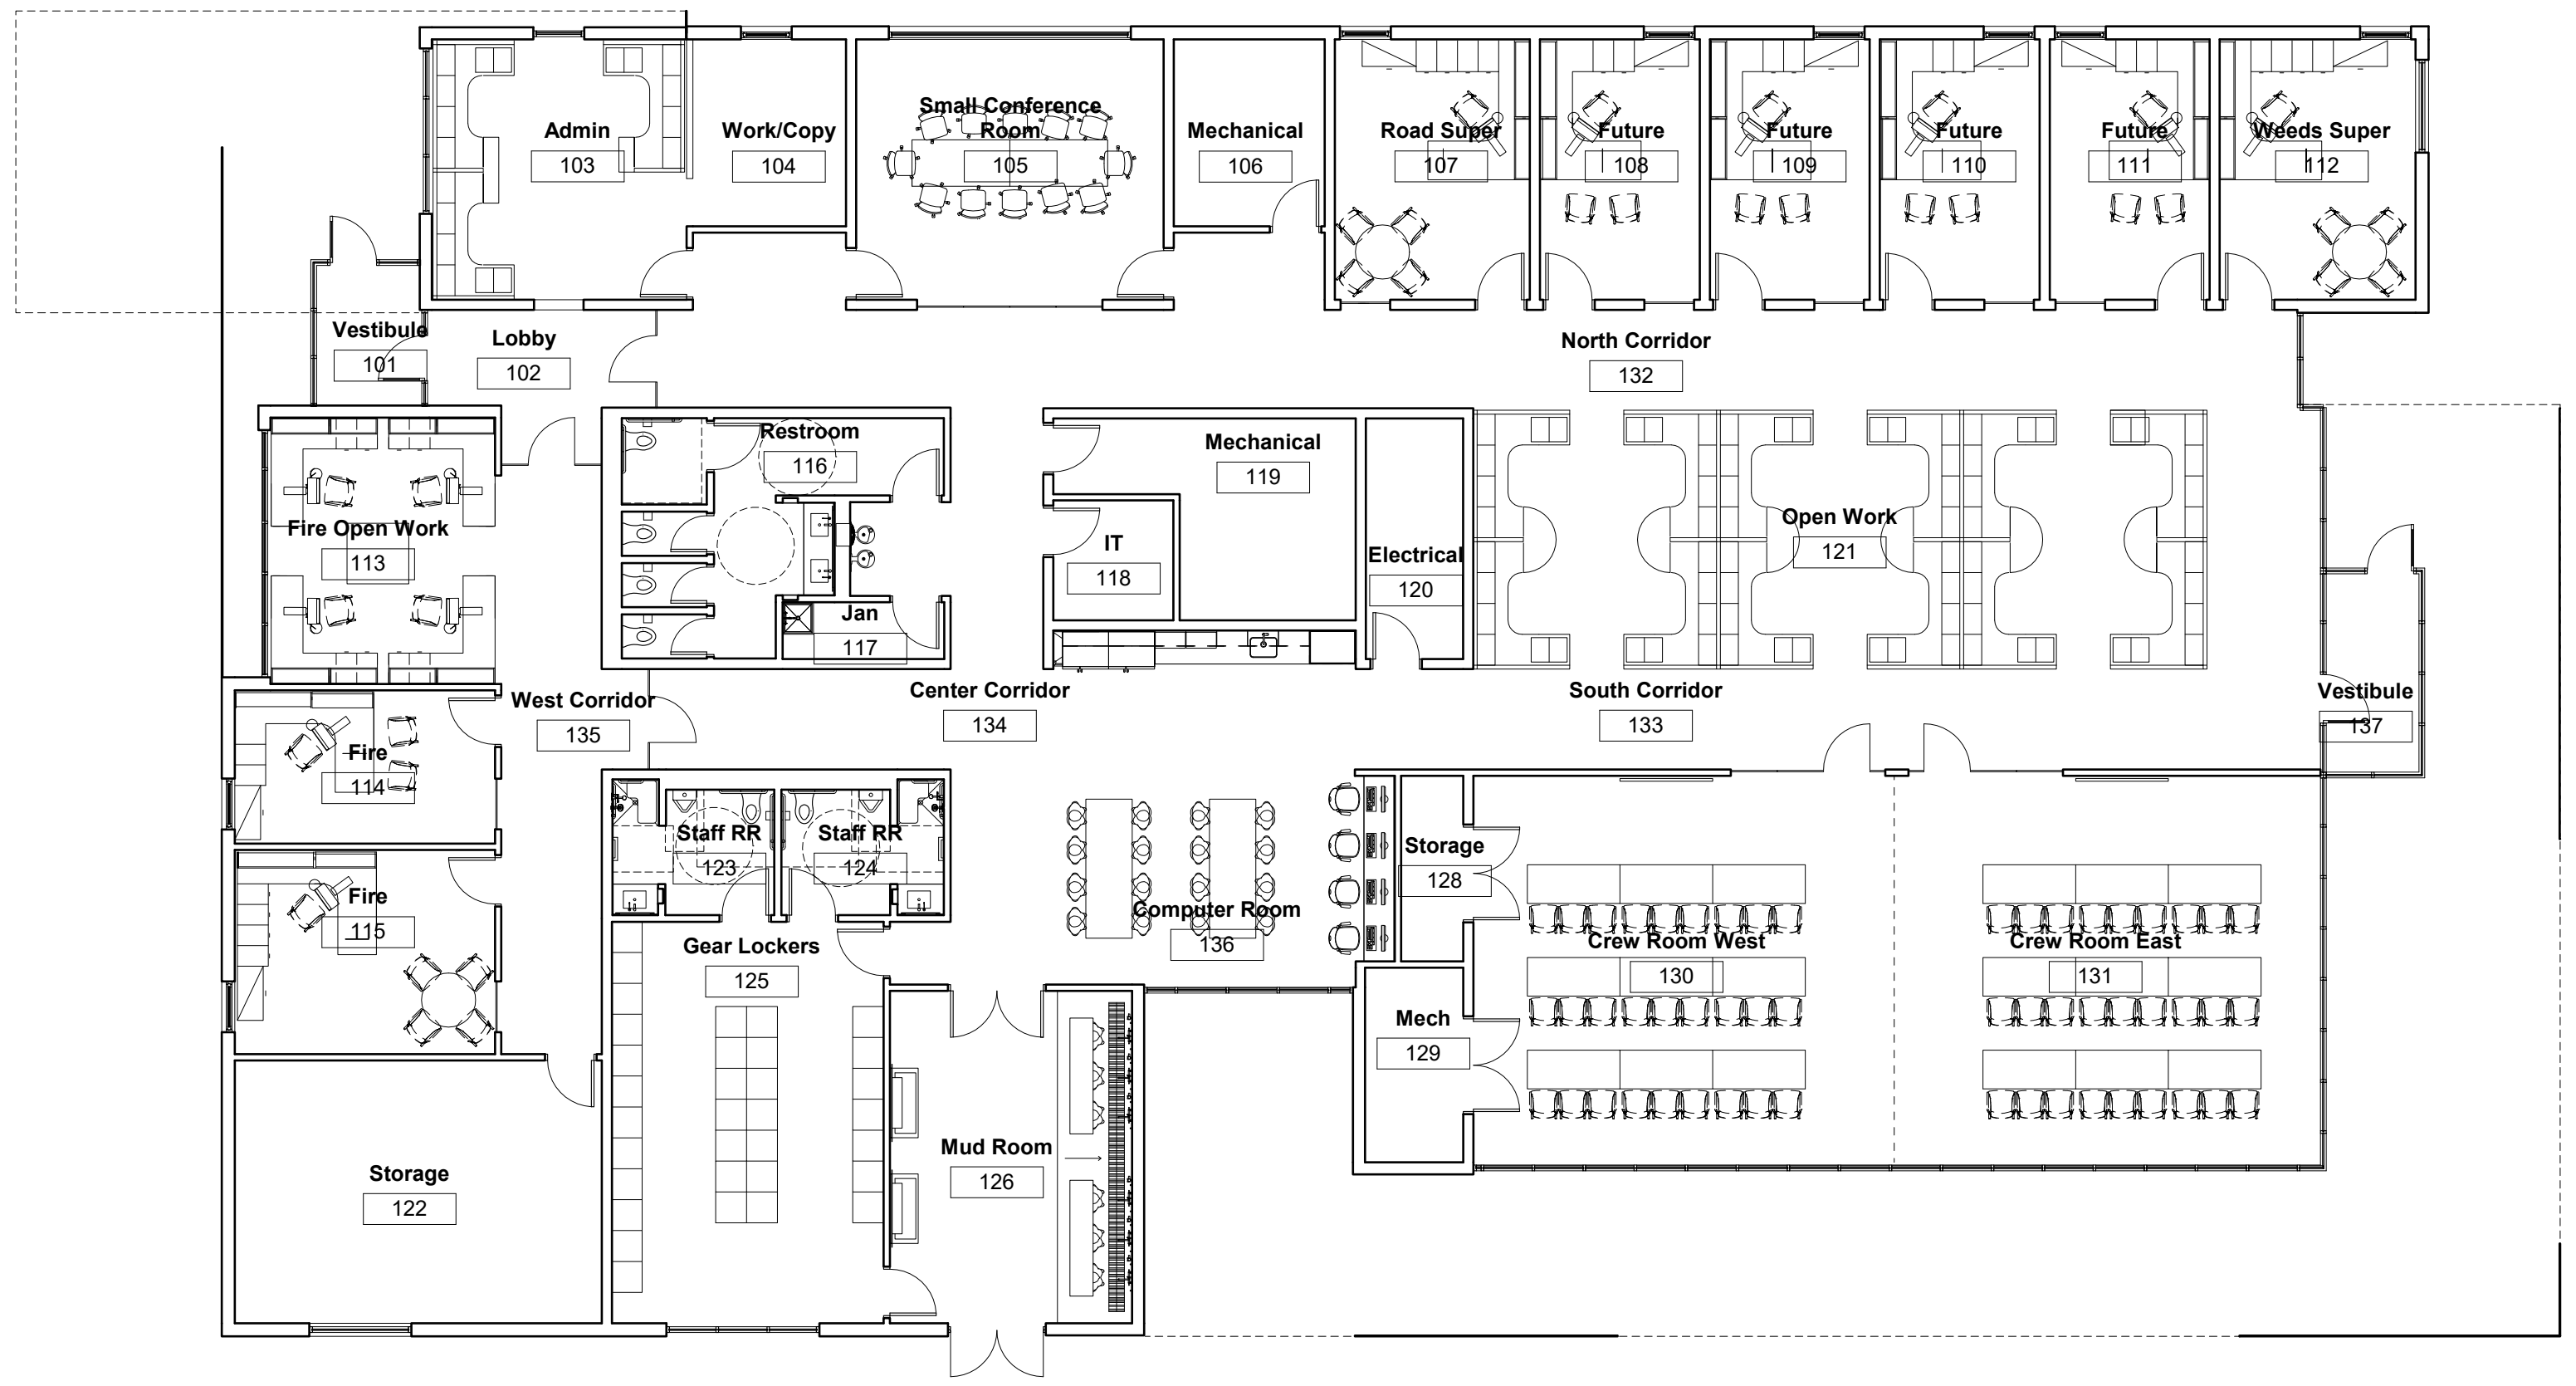 Admin
103
Work/Copy
104
Small Conference
Room
105
Mechanical
106
Road Super
107
Future
108
Future
109
Future
110
Future
111
Weeds Super
112
Vestibule
101
Lobby
102
North Corridor
132
Restroom
116
Mechanical
119
Fire Open Work
113
IT
118
Electrical
120
Open Work
121
Jan
117
West Corridor
135
Center Corridor
134
South Corridor
133
Vestibule
137
Fire
114
Staff RR
123
Staff RR
124
Storage
128
Fire
115
Computer Room
136
Gear Lockers
125
Crew Room West
130
Crew Room East
131
Mech
129
Mud Room
126
Storage
122